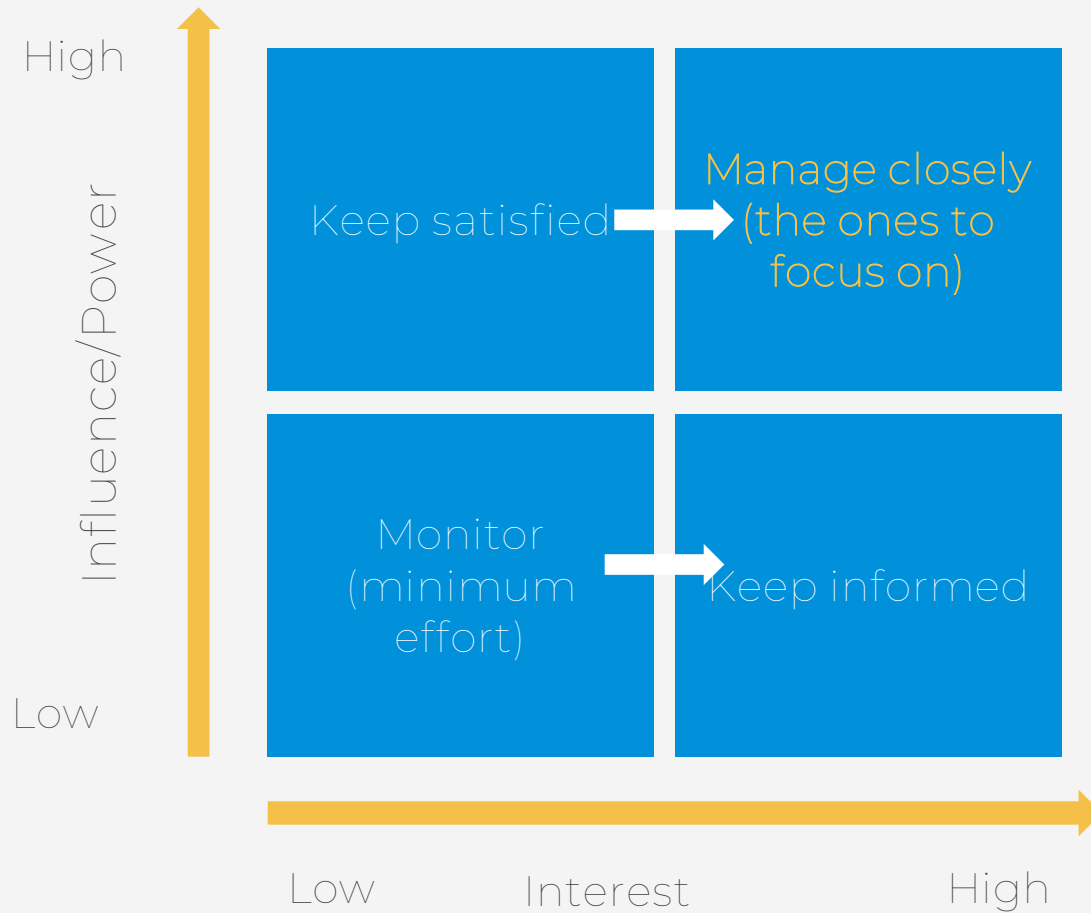 High
Influence/Power
Low
Keep satisfied
Manage closely
(the ones to
focus on)
Monitor
(minimum
effort)
Keep informed
Low
Interest
High